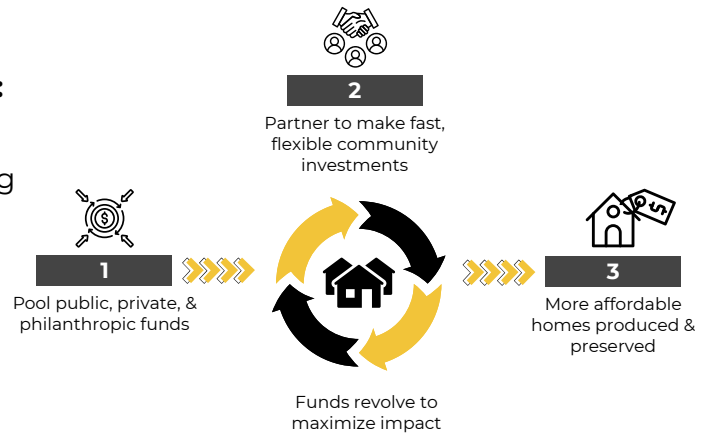 :
g
2
Partner to make fast,
flexible community
investments
1
Pool public, private, &
philanthropic funds
3
More affordable
homes produced &
preserved
Funds revolve to
maximize impact
$
$